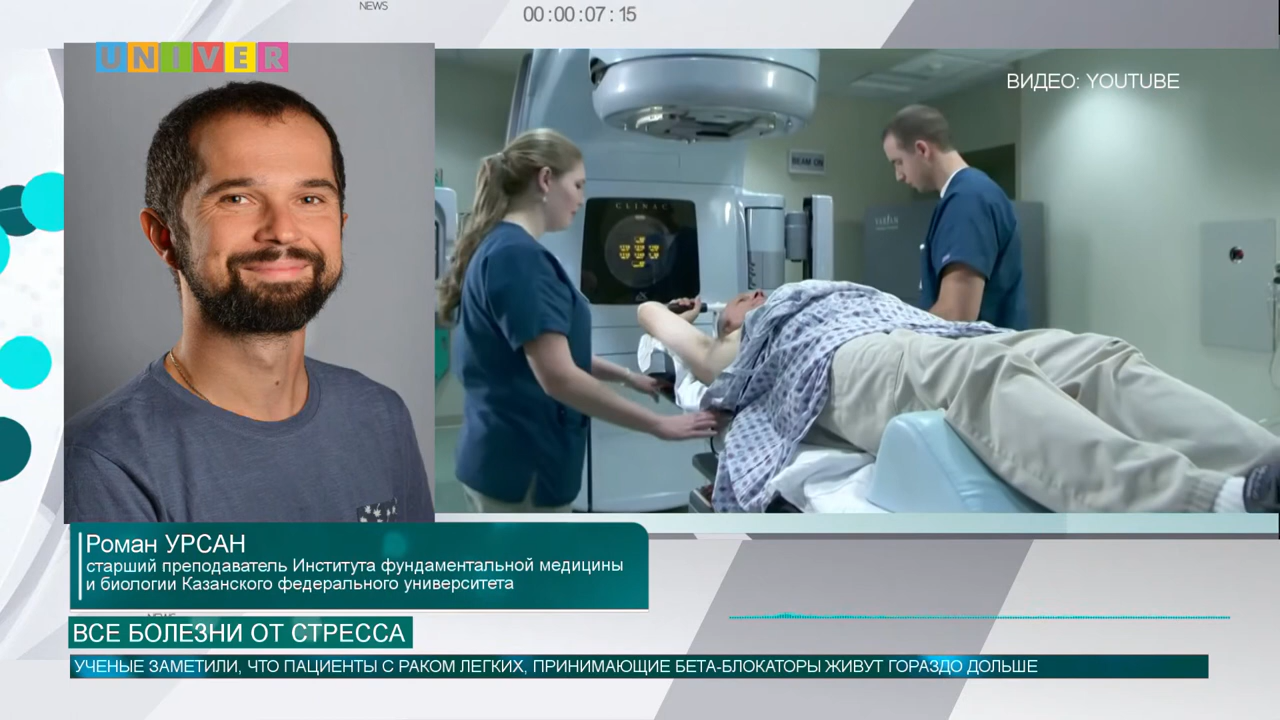 NEWS
00:00:07:15
UNIVER
ВИДЕО: YOUTUBE
BEAM ON
CLINAC
Роман УРСАН
старший преподаватель Института фундаментальной медицины
и биологии Казанского федерального университета
ВСЕ БОЛЕЗНИ ОТ СТРЕССА
УЧЕНЫЕ ЗАМЕТИЛИ, ЧТО ПАЦИЕНТЫ С РАКОМ ЛЕГКИХ, ПРИНИМАЮЩИЕ БЕТА-БЛОКАТОРЫ ЖИВУТ ГОРАЗДО ДОЛЬШЕ